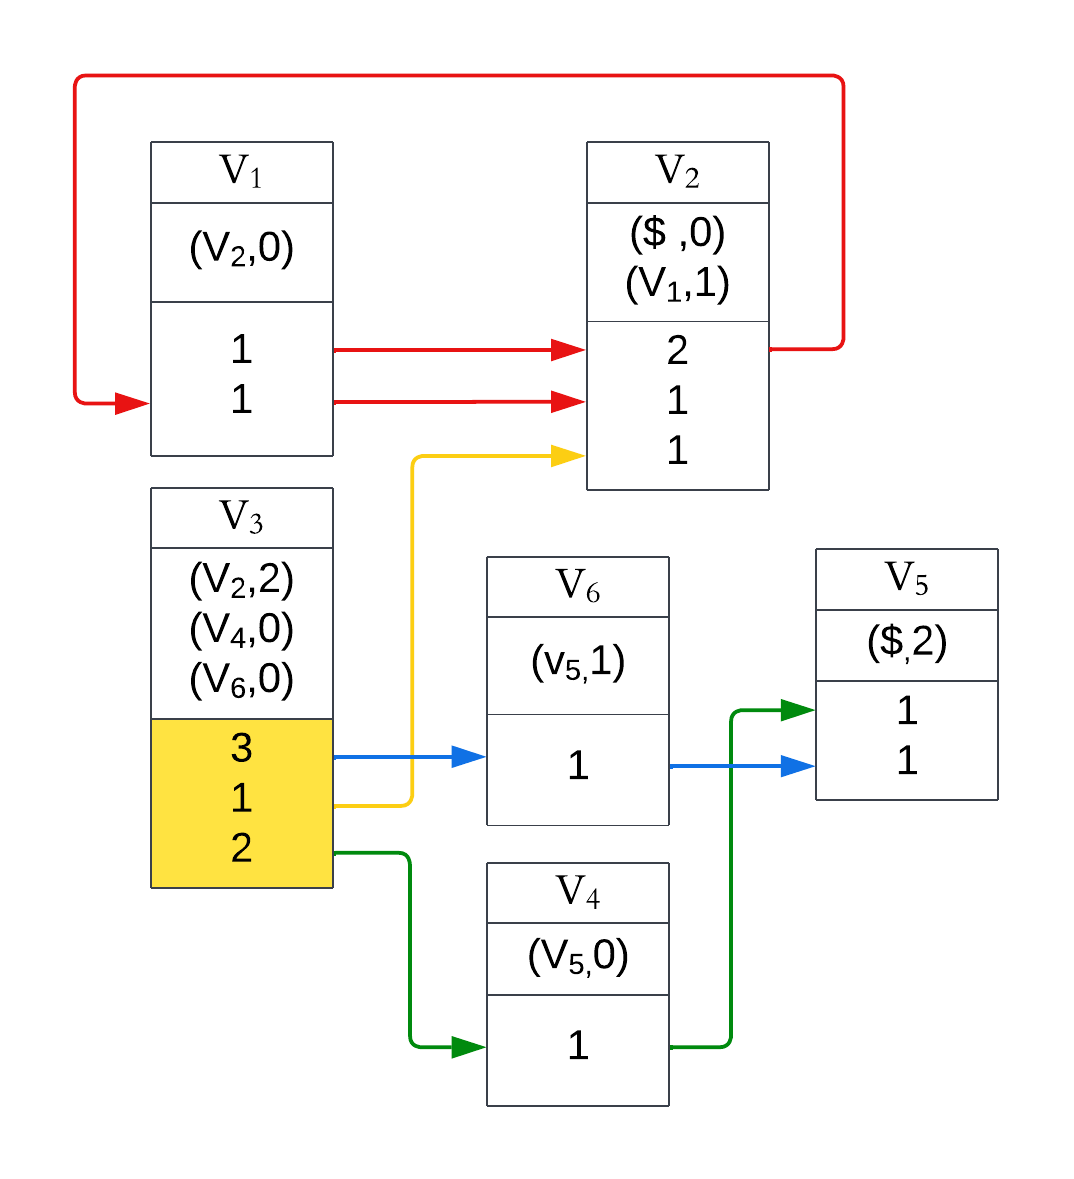 V₁
(V₂,0)
1
1
V₂
($ ,0)
(V₁,1)
2
1
1
V₃
(V₂,2)
(V₄,0)
(V₆,0)
3
1
2
V₆
(v₅,1)
1
V₅
($,2)
1
1
V₄
(V₅,0)
1